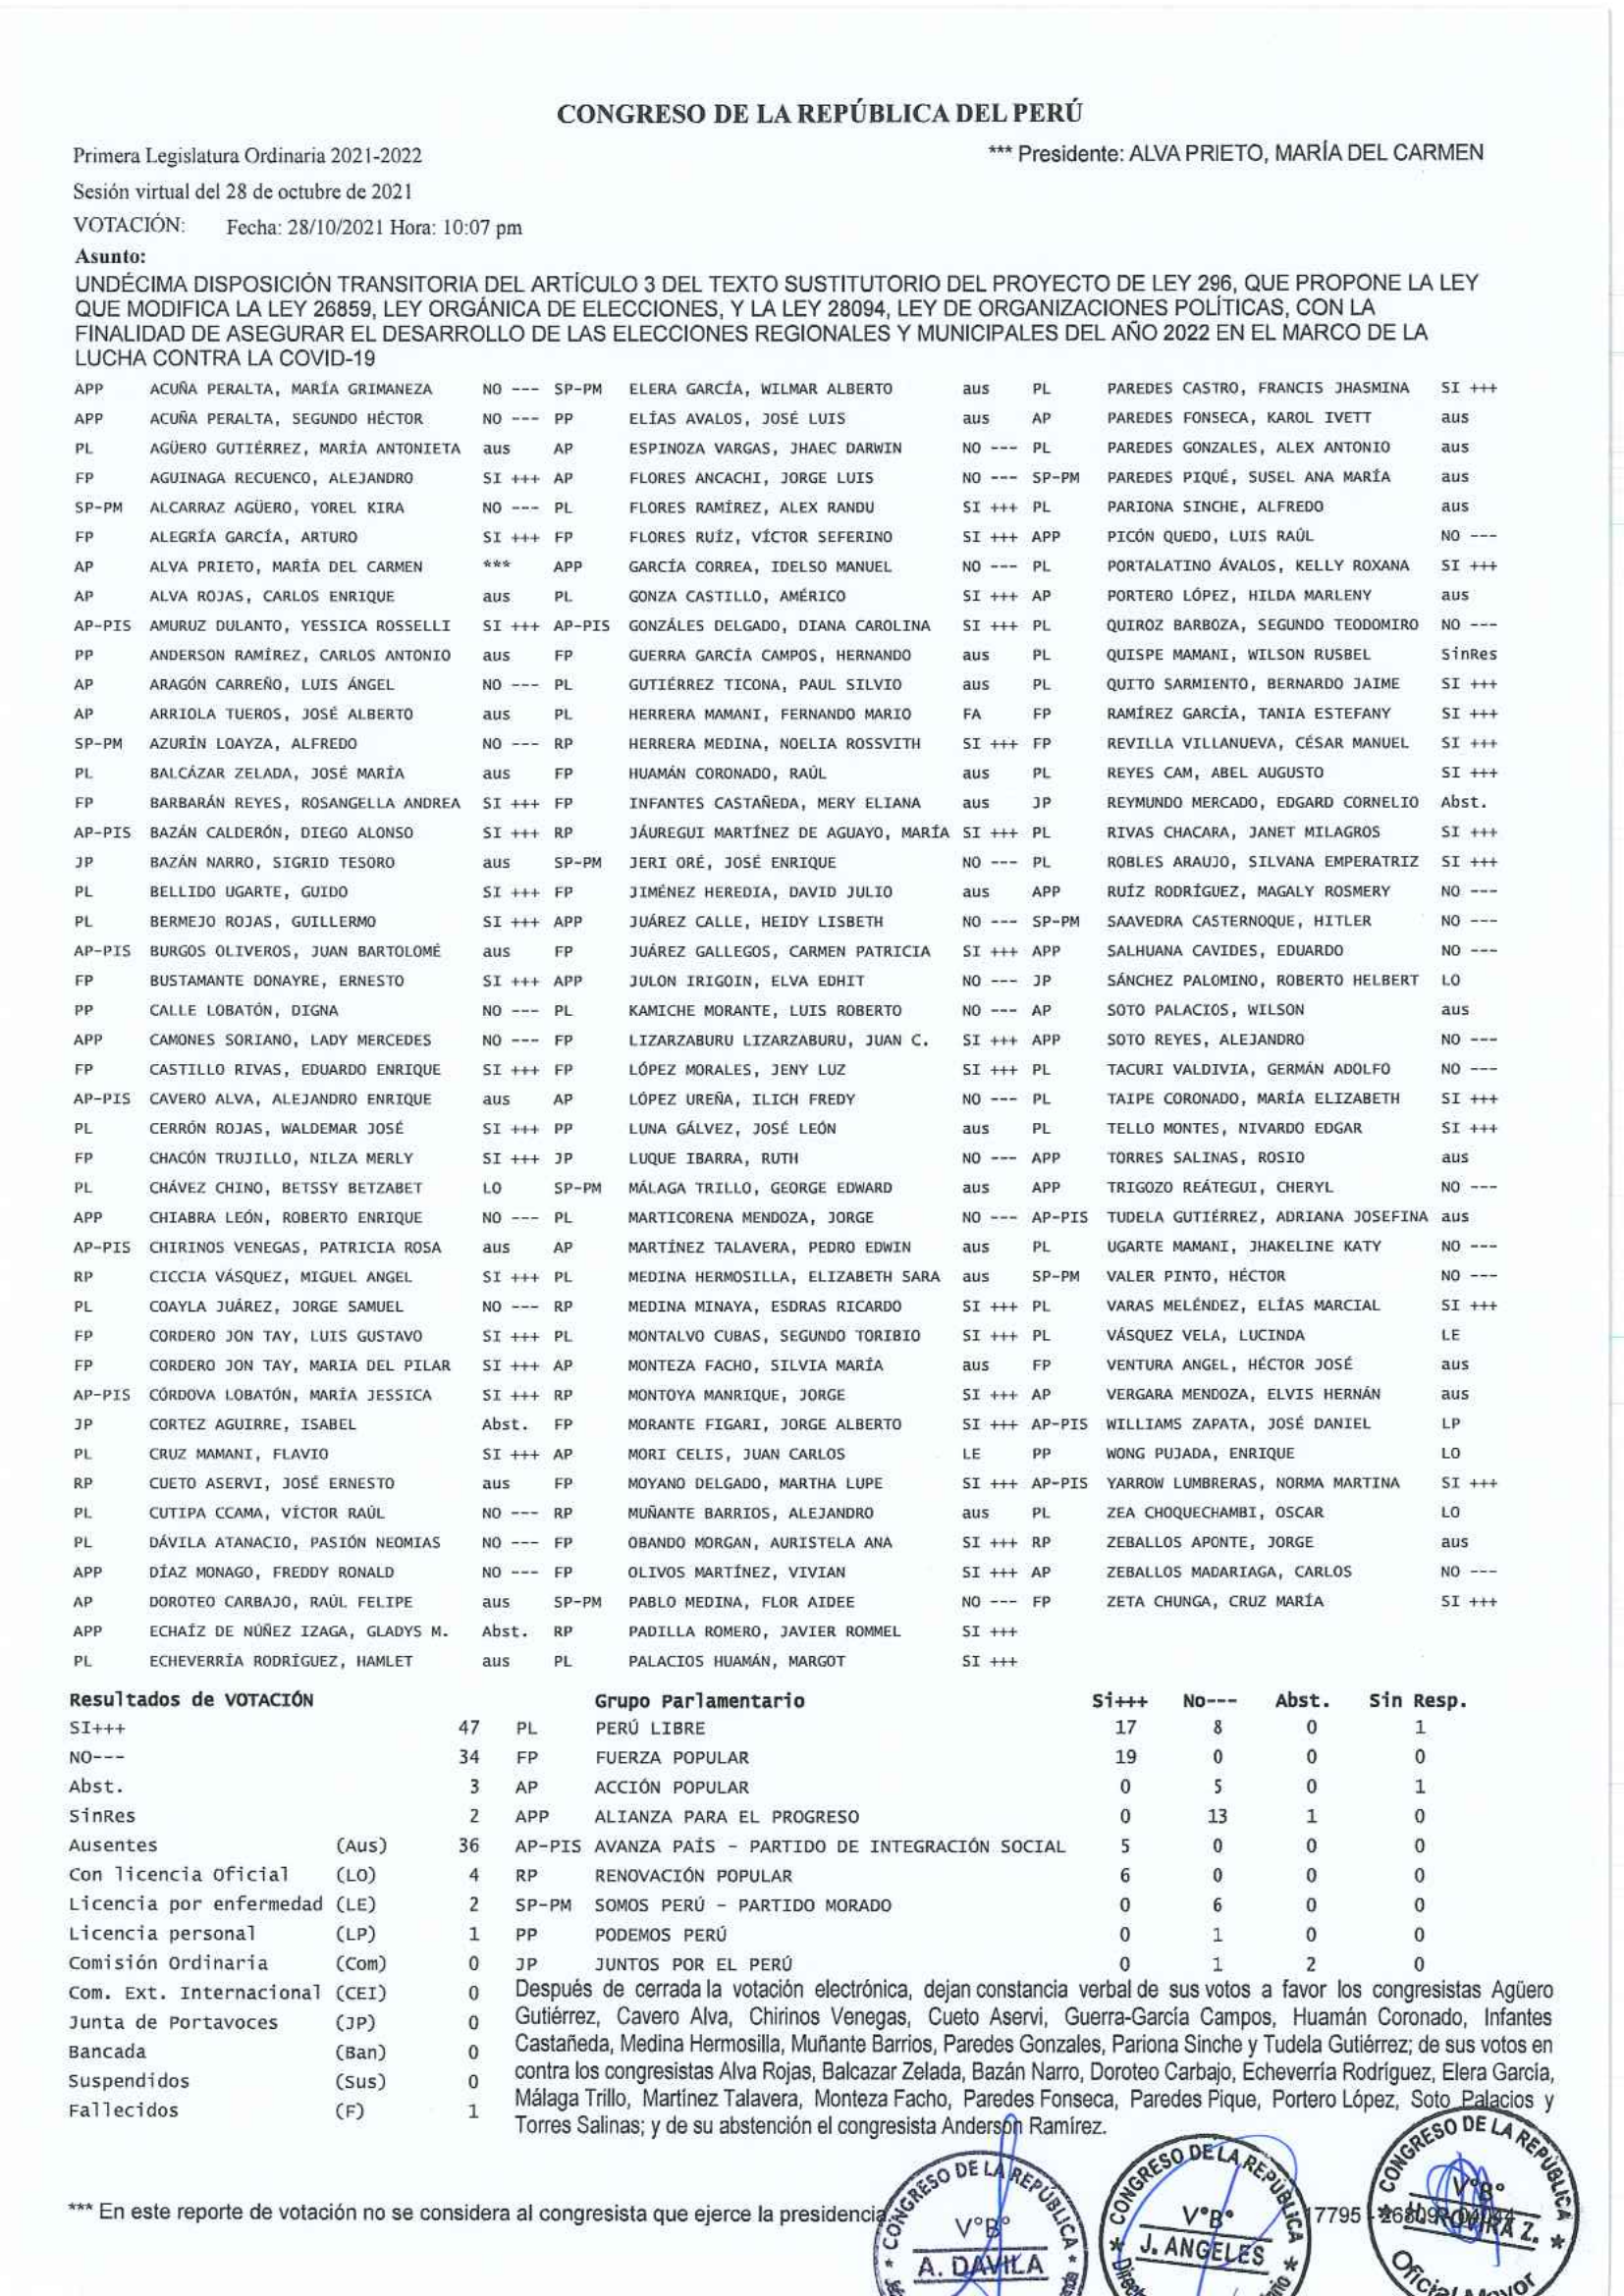 CONGRESO DE LA REPÚBLICA DEL PERÚ
Primera Legislatura Ordinaria 2021-2022 *** Presidente: ALVA PRIETO, MARÍA DEL CARMEN
Sesión virtual del 28 de octubre de 2021
VOTACIÓN: Fecha: 28/10/2021 Hora: 10:07 pm
Asunto:
UNDÉCIMA DISPOSICIÓN TRANSITORIA DEL ARTÍCULO 3 DEL TEXTO SUSTITUTORIO DEL PROYECTO DE LEY 296, QUE PROPONE LA LEY
QUE MODIFICA LA LEY 26859, LEY ORGÁNICA DE ELECCIONES, Y LA LEY 28094, LEY DE ORGANIZACIONES POLÍTICAS, CON LA
FINALIDAD DE ASEGURAR EL DESARROLLO DE LAS ELECCIONES REGIONALES Y MUNICIPALES DEL AÑO 2022 EN EL MARCO DE LA
LUCHA CONTRA LA COVID-19
APP ACUÑA PERALTA, MARÍA GRIMANEZA NO --- SP-PM ELERA GARCÍA, WILMAR ALBERTO aus PL PAREDES CASTRO, FRANCIS JHASMINA SI +++
APP ACUÑA PERALTA, SEGUNDO HÉCTOR NO --- PP ELÍAS AVALOS, JOSÉ LUIS aus AP PAREDES FONSECA, KAROL IVETT aus
PL AGÜERO GUTIÉRREZ, MARÍA ANTONIETA aus AP ESPINOZA VARGAS, JHAEC DARWIN NO --- PL PAREDES GONZALES, ALEX ANTONIO aus
FP AGUINAGA RECUENCO, ALEJANDRO SI +++ AP FLORES ANCACHI, JORGE LUIS NO --- SP-PM PAREDES PIQUÉ, SUSEL ANA MARÍA aus
SP-PM ALCARRAZ AGÜERO, YOREL KIRA NO --- PL FLORES RAMÍREZ, ALEX RANDU SI +++ PL PARIONA SINCHE, ALFREDO aus
FP ALEGRÍA GARCÍA, ARTURO SI +++ FP FLORES RUÍZ, VÍCTOR SEFERINO SI +++ APP PICÓN QUEDO, LUIS RAÚL NO ---
AP ALVA PRIETO, MARÍA DEL CARMEN *** APP GARCÍA CORREA, IDELSO MANUEL NO --- PL PORTALATINO ÁVALOS, KELLY ROXANA SI +++
AP ALVA ROJAS, CARLOS ENRIQUE aus PL GONZA CASTILLO, AMÉRICO SI +++ AP PORTERO LÓPEZ, HILDA MARLENY aus
AP-PIS AMURUZ DULANTO, YESSICA ROSSELLI SI +++ AP-PIS GONZÁLES DELGADO, DIANA CAROLINA SI +++ PL QUIROZ BARBOZA, SEGUNDO TEODOMIRO NO ---
PP ANDERSON RAMÍREZ, CARLOS ANTONIO aus FP GUERRA GARCÍA CAMPOS, HERNANDO aus PL QUISPE MAMANI, WILSON RUSBEL SinRes
AP ARAGÓN CARREÑO, LUIS ÁNGEL NO --- PL GUTIÉRREZ TICONA, PAUL SILVIO aus PL QUITO SARMIENTO, BERNARDO JAIME SI +++
AP ARRIOLA TUEROS, JOSÉ ALBERTO aus PL HERRERA MAMANI, FERNANDO MARIO FA FP RAMÍREZ GARCÍA, TANIA ESTEFANY SI +++
SP-PM AZURÍN LOAYZA, ALFREDO NO --- RP HERRERA MEDINA, NOELIA ROSSVITH SI +++ FP REVILLA VILLANUEVA, CÉSAR MANUEL SI +++
PL BALCÁZAR ZELADA, JOSÉ MARÍA aus FP HUAMÁN CORONADO, RAÚL aus PL REYES CAM, ABEL AUGUSTO SI +++
FP BARBARÁN REYES, ROSANGELLA ANDREA SI +++ FP INFANTES CASTAÑEDA, MERY ELIANA aus JP REYMUNDO MERCADO, EDGARD CORNELIO Abst.
AP-PIS BAZÁN CALDERÓN, DIEGO ALONSO SI +++ RP JÁUREGUI MARTÍNEZ DE AGUAYO, MARÍA SI +++ PL RIVAS CHACARA, JANET MILAGROS SI +++
JP BAZÁN NARRO, SIGRID TESORO aus SP-PM JERI ORÉ, JOSÉ ENRIQUE NO --- PL ROBLES ARAUJO, SILVANA EMPERATRIZ SI +++
PL BELLIDO UGARTE, GUIDO SI +++ FP JIMÉNEZ HEREDIA, DAVID JULIO aus APP RUÍZ RODRÍGUEZ, MAGALY ROSMERY NO ---
PL BERMEJO ROJAS, GUILLERMO SI +++ APP JUÁREZ CALLE, HEIDY LISBETH NO --- SP-PM SAAVEDRA CASTERNOQUE, HITLER NO ---
AP-PIS BURGOS OLIVEROS, JUAN BARTOLOMÉ aus FP JUÁREZ GALLEGOS, CARMEN PATRICIA SI +++ APP SALHUANA CAVIDES, EDUARDO NO ---
FP BUSTAMANTE DONAYRE, ERNESTO SI +++ APP JULON IRIGOIN, ELVA EDHIT NO --- JP SÁNCHEZ PALOMINO, ROBERTO HELBERT LO
PP CALLE LOBATÓN, DIGNA NO --- PL KAMICHE MORANTE, LUIS ROBERTO NO --- AP SOTO PALACIOS, WILSON aus
APP CAMONES SORIANO, LADY MERCEDES NO --- FP LIZARZABURU LIZARZABURU, JUAN C. SI +++ APP SOTO REYES, ALEJANDRO NO ---
FP CASTILLO RIVAS, EDUARDO ENRIQUE SI +++ FP LÓPEZ MORALES, JENY LUZ SI +++ PL TACURI VALDIVIA, GERMÁN ADOLFO NO ---
AP-PIS CAVERO ALVA, ALEJANDRO ENRIQUE aus AP LÓPEZ UREÑA, ILICH FREDY NO --- PL TAIPE CORONADO, MARÍA ELIZABETH SI +++
PL CERRÓN ROJAS, WALDEMAR JOSÉ SI +++ PP LUNA GÁLVEZ, JOSÉ LEÓN aus PL TELLO MONTES, NIVARDO EDGAR SI +++
FP CHACÓN TRUJILLO, NILZA MERLY SI +++ JP LUQUE IBARRA, RUTH NO --- APP TORRES SALINAS, ROSIO aus
PL CHÁVEZ CHINO, BETSSY BETZABET LO SP-PM MÁLAGA TRILLO, GEORGE EDWARD aus APP TRIGOZO REÁTEGUI, CHERYL NO ---
APP CHIABRA LEÓN, ROBERTO ENRIQUE NO --- PL MARTICORENA MENDOZA, JORGE NO --- AP-PIS TUDELA GUTIÉRREZ, ADRIANA JOSEFINA aus
AP-PIS CHIRINOS VENEGAS, PATRICIA ROSA aus AP MARTÍNEZ TALAVERA, PEDRO EDWIN aus PL UGARTE MAMANI, JHAKELINE KATY NO ---
RP CICCIA VÁSQUEZ, MIGUEL ANGEL SI +++ PL MEDINA HERMOSILLA, ELIZABETH SARA aus SP-PM VALER PINTO, HÉCTOR NO ---
PL COAYLA JUÁREZ, JORGE SAMUEL NO --- RP MEDINA MINAYA, ESDRAS RICARDO SI +++ PL VARAS MELÉNDEZ, ELÍAS MARCIAL SI +++
FP CORDERO JON TAY, LUIS GUSTAVO SI +++ PL MONTALVO CUBAS, SEGUNDO TORIBIO SI +++ PL VÁSQUEZ VELA, LUCINDA LE
FP CORDERO JON TAY, MARIA DEL PILAR SI +++ AP MONTEZA FACHO, SILVIA MARÍA aus FP VENTURA ANGEL, HÉCTOR JOSÉ aus
AP-PIS CÓRDOVA LOBATÓN, MARÍA JESSICA SI +++ RP MONTOYA MANRIQUE, JORGE SI +++ AP VERGARA MENDOZA, ELVIS HERNÁN aus
JP CORTEZ AGUIRRE, ISABEL Abst. FP MORANTE FIGARI, JORGE ALBERTO SI +++ AP-PIS WILLIAMS ZAPATA, JOSÉ DANIEL LP
PL CRUZ MAMANI, FLAVIO SI +++ AP MORI CELIS, JUAN CARLOS LE PP WONG PUJADA, ENRIQUE LO
RP CUETO ASERVI, JOSÉ ERNESTO aus FP MOYANO DELGADO, MARTHA LUPE SI +++ AP-PIS YARROW LUMBRERAS, NORMA MARTINA SI +++
PL CUTIPA CCAMA, VÍCTOR RAÚL NO --- RP MUÑANTE BARRIOS, ALEJANDRO aus PL ZEA CHOQUECHAMBI, OSCAR LO
PL DÁVILA ATANACIO, PASIÓN NEOMIAS NO --- FP OBANDO MORGAN, AURISTELA ANA SI +++ RP ZEBALLOS APONTE, JORGE aus
APP DÍAZ MONAGO, FREDDY RONALD NO --- FP OLIVOS MARTÍNEZ, VIVIAN SI +++ AP ZEBALLOS MADARIAGA, CARLOS NO ---
AP DOROTEO CARBAJO, RAÚL FELIPE aus SP-PM PABLO MEDINA, FLOR AIDEE NO --- FP ZETA CHUNGA, CRUZ MARÍA SI +++
APP ECHAÍZ DE NÚÑEZ IZAGA, GLADYS M. Abst. RP PADILLA ROMERO, JAVIER ROMMEL SI +++
PL ECHEVERRÍA RODRÍGUEZ, HAMLET aus PL PALACIOS HUAMÁN, MARGOT SI +++
Resultados de VOTACIÓN Grupo Parlamentario Si+++ No--- Abst. Sin Resp.
SI+++ 47 PL PERÚ LIBRE 17 8 0 1
NO--- 34 FP FUERZA POPULAR 19 0 0 0
Abst. 3 AP ACCIÓN POPULAR 0 5 0 1
SinRes 2 APP ALIANZA PARA EL PROGRESO 0 13 1 0
Ausentes (Aus) 36 AP-PIS AVANZA PAÍS - PARTIDO DE INTEGRACIÓN SOCIAL 5 0 0 0
Con licencia Oficial (LO) 4 RP RENOVACIÓN POPULAR 6 0 0 0
Licencia por enfermedad (LE) 2 SP-PM SOMOS PERÚ - PARTIDO MORADO 0 6 0 0
Licencia personal (LP) 1 PP PODEMOS PERÚ 0 1 0 0
Comisión Ordinaria (Com) 0 JP JUNTOS POR EL PERÚ 0 1 2 0
Com. Ext. Internacional (CEI) 0
Junta de Portavoces (JP) 0
Bancada (Ban) 0
Suspendidos (Sus) 0
Fallecidos (F) 1
Después de cerrada la votación electrónica, dejan constancia verbal de sus votos a favor los congresistas Agüero
Gutiérrez, Cavero Alva, Chirinos Venegas, Cueto Aservi, Guerra-García Campos, Huamán Coronado, Infantes
Castañeda, Medina Hermosilla, Muñante Barrios, Paredes Gonzales, Pariona Sinche y Tudela Gutiérrez; de sus votos en
contra los congresistas Alva Rojas, Balcazar Zelada, Bazán Narro, Doroteo Carbajo, Echeverría Rodríguez, Elera García,
Málaga Trillo, Martínez Talavera, Monteza Facho, Paredes Fonseca, Paredes Pique, Portero López, Soto Palacios y
Torres Salinas; y de su abstención el congresista Anderson Ramírez.
*** En este reporte de votación no se considera al congresista que ejerce la presidencia
17795
CONGRESO DE LA REPÚBLICA
V°B°
A. DAVILA
CONGRESO DE LA REPÚBLICA
V°B°
J. ANGELES
CONGRESO DE LA REPÚBLICA
V°B°
ROVIRA Z.
Oficial Mayor